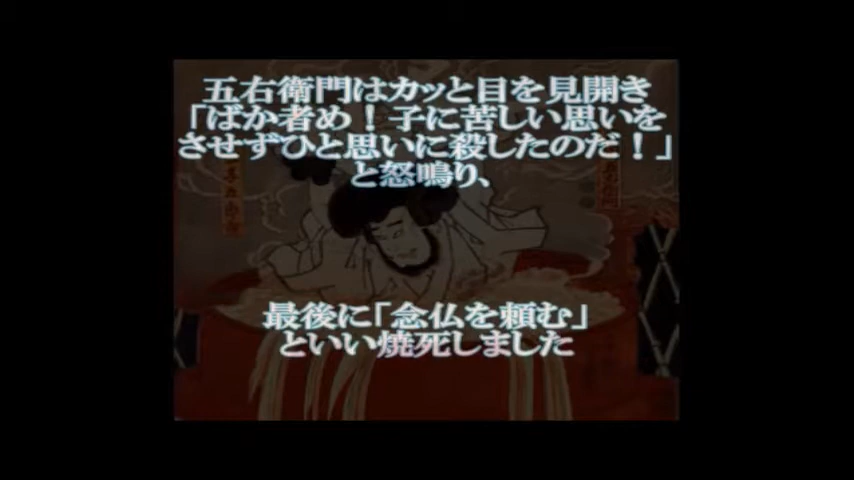 五右衛門はカッと目を見開き
「ばか者め！子に苦しい思いを
させずひと思いに殺したのだ！」
と怒鳴り、
最後に「念仏を頼む」
といい焼死しました